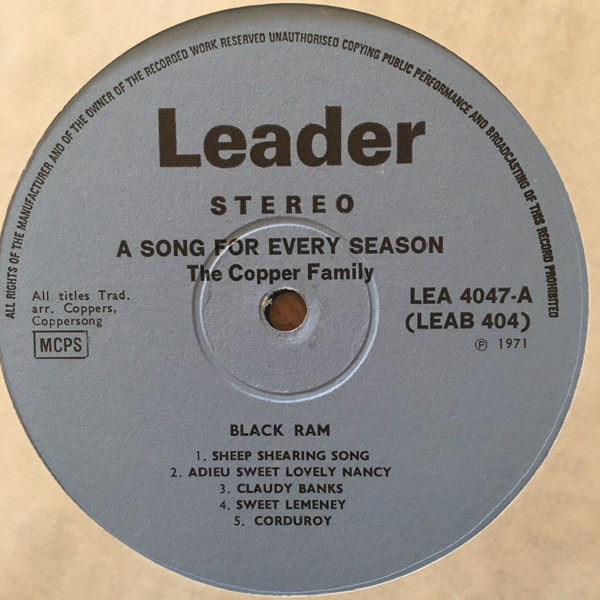 ALL RIGHTS OF THE MANUFACTURER AND OF THE OWNER OF THE RECORDED WORK RESERVED UNAUTHORISED COPYING PUBLIC PERFORMANCE AND BROADCASTING OF THIS RECORD PROHIBITED
Leader
STEREO
A SONG FOR EVERY SEASON
The Copper Family
All titles Trad.
arr. Coppers,
Coppersong
MCPS
LEA 4047-A
(LEAB 404)
℗ 1971
BLACK RAM
1. SHEEP SHEARING SONG
2. ADIEU SWEET LOVELY NANCY
3. CLAUDY BANKS
4. SWEET LEMENEY
5. CORDUROY